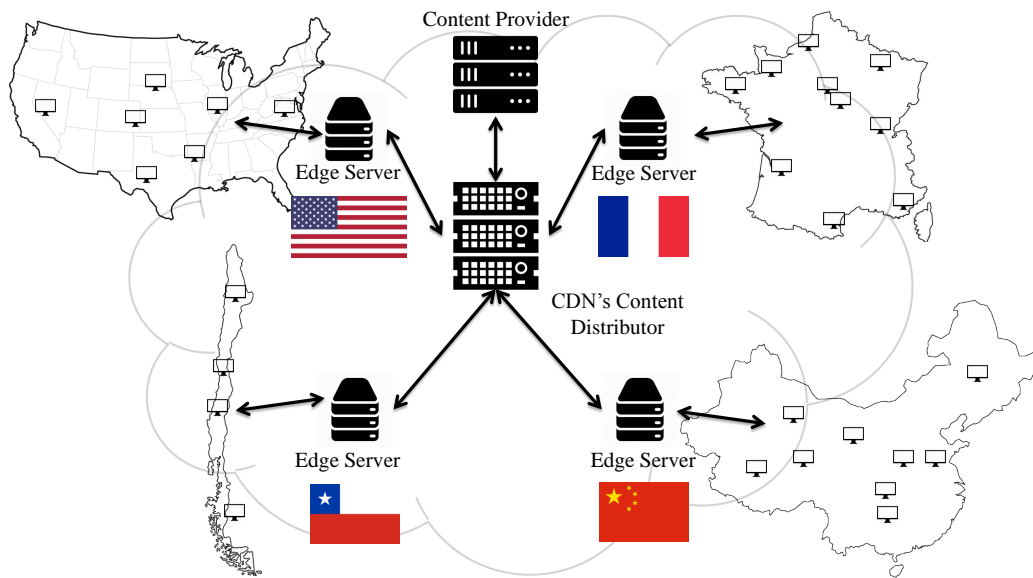 Content Provider
Edge Server
Edge Server
CDN's Content
Distributor
Edge Server
Edge Server